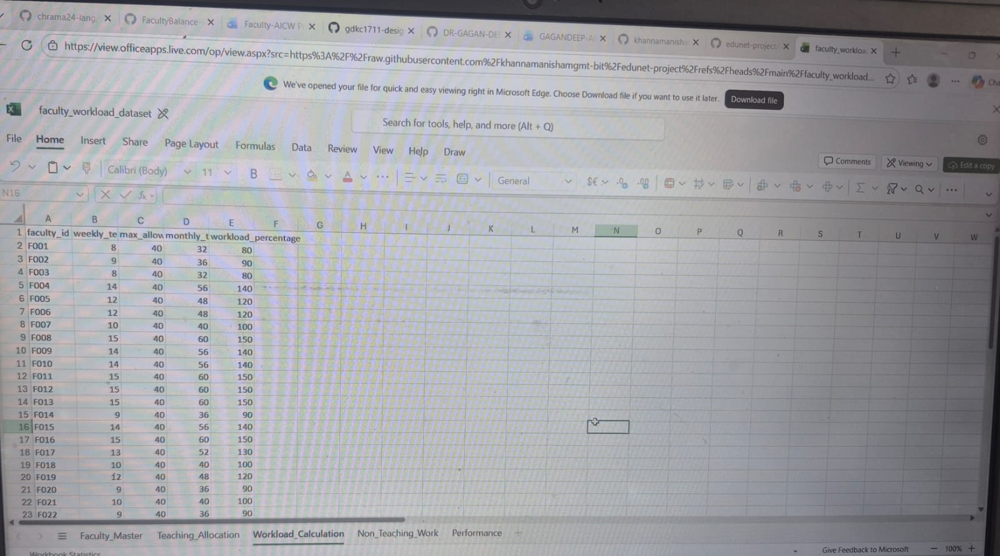 chrama24-lang
FacultyBalance-
Faculty-AICW P
gdkc1711-desig
DR-GAGAN-DE
GAGANDEEP-A
khannamanisha
edunet-project
faculty_workloa
https://view.officeapps.live.com/op/view.aspx?src=https%3A%2F%2Fraw.githubusercontent.com%2Fkhannamanishamgmt-bit%2Fedunet-project%2Frefs%2Fheads%2Fmain%2Ffaculty_workload...
Cha
We've opened your file for quick and easy viewing right in Microsoft Edge. Choose Download file if you want to use it later. Download file
faculty_workload_dataset
Search for tools, help, and more (Alt + Q)
File Home Insert Share Page Layout Formulas Data Review View Help Draw
Comments Viewing Edit a copy
Calibri (Body) 11 B A ... General $€ .0 .00 Σ ...
N16 fx
A B C D E F G H I J K L M N O P Q R S T U V W
1 faculty_id weekly_te max_allow monthly_t workload_percentage
2 F001 8 40 32 80
3 F002 9 40 36 90
4 F003 8 40 32 80
5 F004 14 40 56 140
6 F005 12 40 48 120
7 F006 12 40 48 120
8 F007 10 40 40 100
9 F008 15 40 60 150
10 F009 14 40 56 140
11 F010 14 40 56 140
12 F011 15 40 60 150
13 F012 15 40 60 150
14 F013 15 40 60 150
15 F014 9 40 36 90
16 F015 14 40 56 140
17 F016 15 40 60 150
18 F017 13 40 52 130
19 F018 10 40 40 100
20 F019 12 40 48 120
21 F020 9 40 36 90
22 F021 10 40 40 100
23 F022 9 40 36 90
Faculty_Master Teaching_Allocation Workload_Calculation Non_Teaching_Work Performance
Workbook Statistics
Give Feedback to Microsoft — 100% +